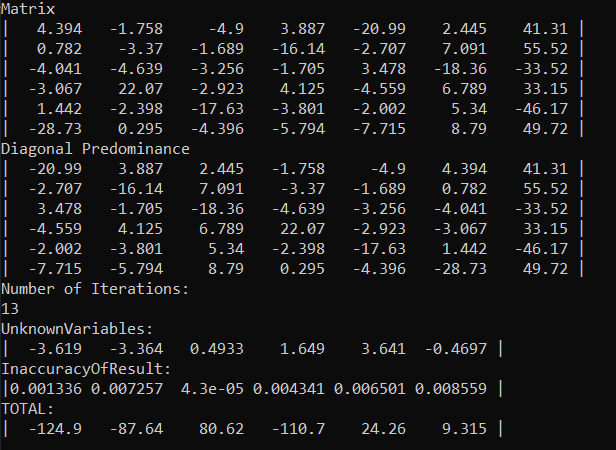 Matrix
| 4.394 -1.758 -4.9 3.887 -20.99 2.445 41.31 |
| 0.782 -3.37 -1.689 -16.14 -2.707 7.091 55.52 |
| -4.041 -4.639 -3.256 -1.705 3.478 -18.36 -33.52 |
| -3.067 22.07 -2.923 4.125 -4.559 6.789 33.15 |
| 1.442 -2.398 -17.63 -3.801 -2.002 5.34 -46.17 |
| -28.73 0.295 -4.396 -5.794 -7.715 8.79 49.72 |
Diagonal Predominance
| -20.99 3.887 2.445 -1.758 -4.9 4.394 41.31 |
| -2.707 -16.14 7.091 -3.37 -1.689 0.782 55.52 |
| 3.478 -1.705 -18.36 -4.639 -3.256 -4.041 -33.52 |
| -4.559 4.125 6.789 22.07 -2.923 -3.067 33.15 |
| -2.002 -3.801 5.34 -2.398 -17.63 1.442 -46.17 |
| -7.715 -5.794 8.79 0.295 -4.396 -28.73 49.72 |
Number of Iterations:
13
UnknownVariables:
| -3.619 -3.364 0.4933 1.649 3.641 -0.4697 |
InaccuracyOfResult:
|0.001336 0.007257 4.3e-05 0.004341 0.006501 0.008559 |
TOTAL:
| -124.9 -87.64 80.62 -110.7 24.26 9.315 |